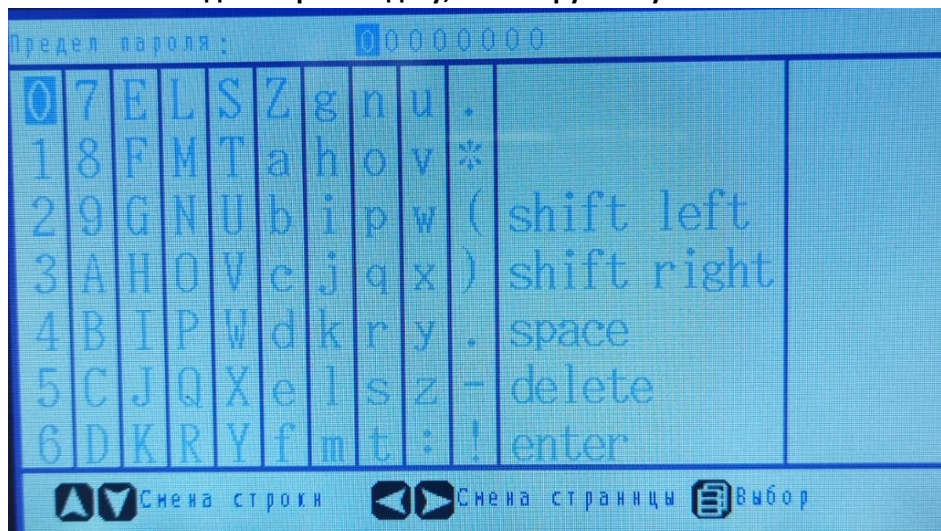 Предел пароля: 00000000
0 7 E L S Z g n u .
1 8 F M T a h o v *
2 9 G N U b i p w ( shift left
3 A H O V c j q x ) shift right
4 B I P W d k r y . space
5 C J Q X e l s z - delete
6 D K R Y f m t : ! enter
Смена строки Смена страницы Выбор